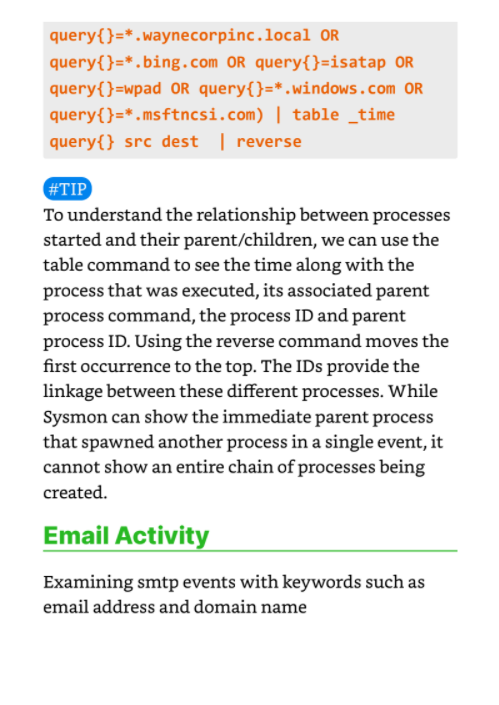 query{}=*.waynecorpinc.local OR
query{}=*.bing.com OR query{}=isatap OR
query{}=wpad OR query{}=*.windows.com OR
query{}=*.msftncsi.com) | table _time
query{} src dest  | reverse
#TIP
To understand the relationship between processes
started and their parent/children, we can use the
table command to see the time along with the
process that was executed, its associated parent
process command, the process ID and parent
process ID. Using the reverse command moves the
first occurrence to the top. The IDs provide the
linkage between these different processes. While
Sysmon can show the immediate parent process
that spawned another process in a single event, it
cannot show an entire chain of processes being
created.
Email Activity
Examining smtp events with keywords such as
email address and domain name